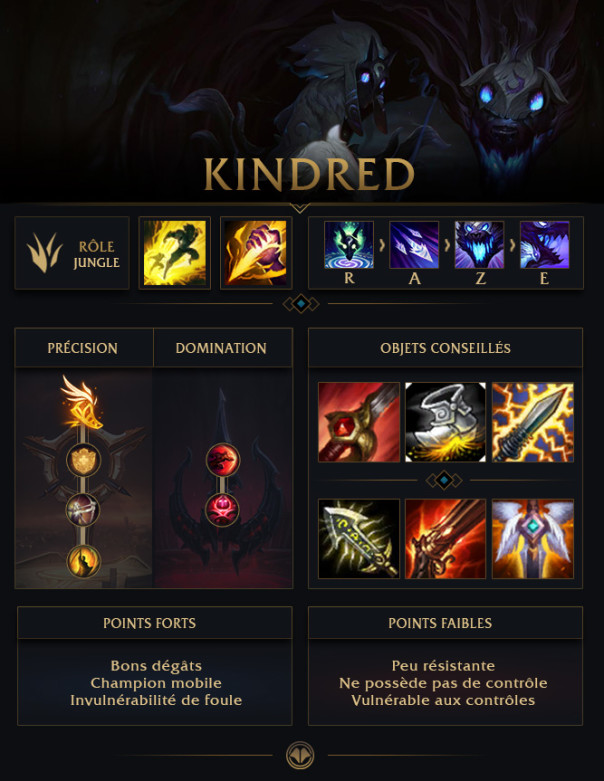 KINDRED
RÔLE
JUNGLE
R
A
Z
E
PRÉCISION
DOMINATION
OBJETS CONSEILLÉS
POINTS FORTS
Bons dégâts
Champion mobile
Invulnérabilité de foule
POINTS FAIBLES
Peu résistante
Ne possède pas de contrôle
Vulnérable aux contrôles